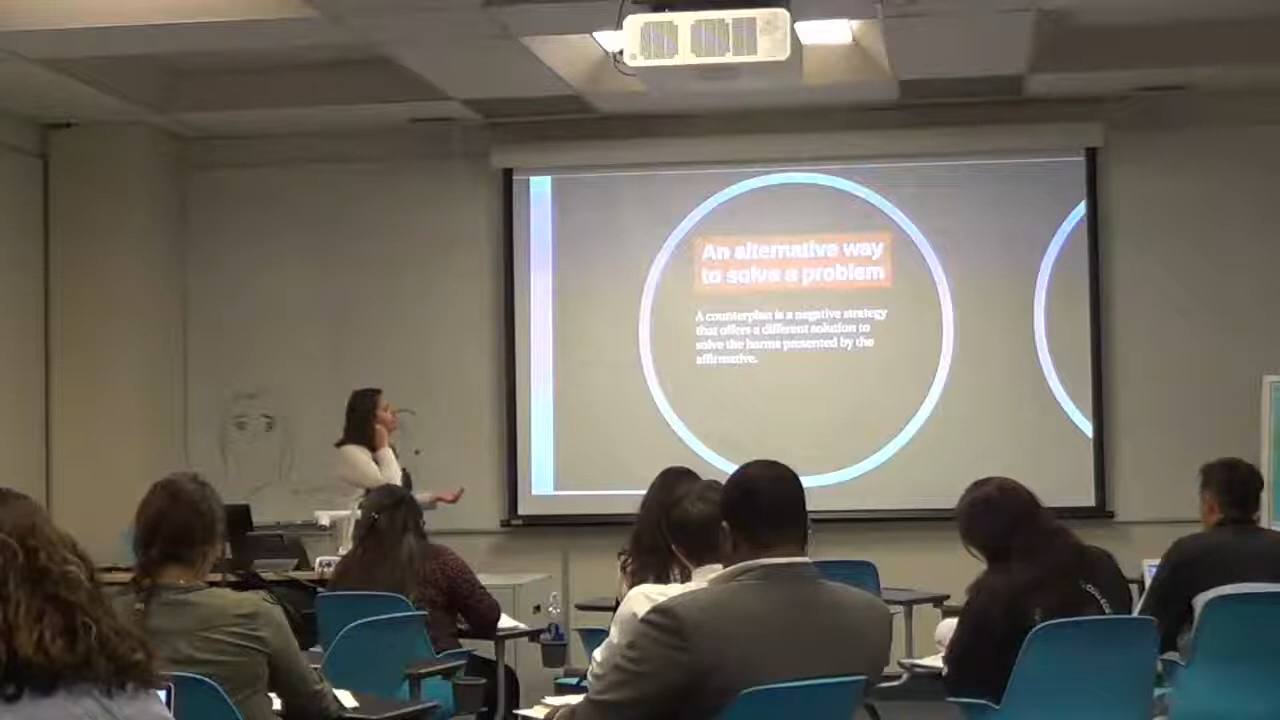 An alternative way
to solve a problem
A counterplan is a negative strategy
that offers a different solution to
solve the harms presented by the
affirmative.